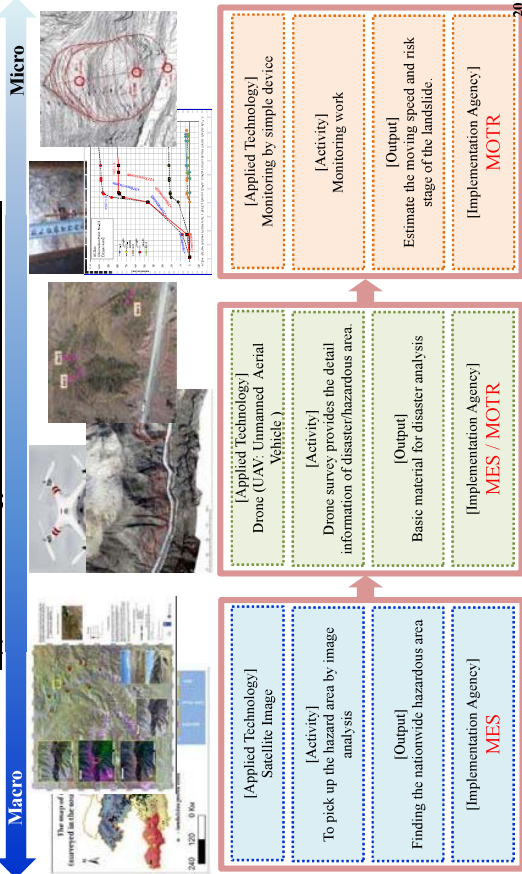 Macro
Micro
The map of
(surveyed in the sou
240 120 0 Km
[Applied Technology]
Satellite Image
[Activity]
To pick up the hazard area by image
analysis
[Output]
Finding the nationwide hazardous area
[Implementation Agency]
MES
[Applied Technology]
Drone (UAV: Unmanned Aerial
Vehicle )
[Activity]
Drone survey provides the detail
information of disaster/hazardous area.
[Output]
Basic material for disaster analysis
[Implementation Agency]
MES / MOTR
[Applied Technology]
Monitoring by simple device
[Activity]
Monitoring work
[Output]
Estimate the moving speed and risk
stage of the landslide.
[Implementation Agency]
MOTR
20